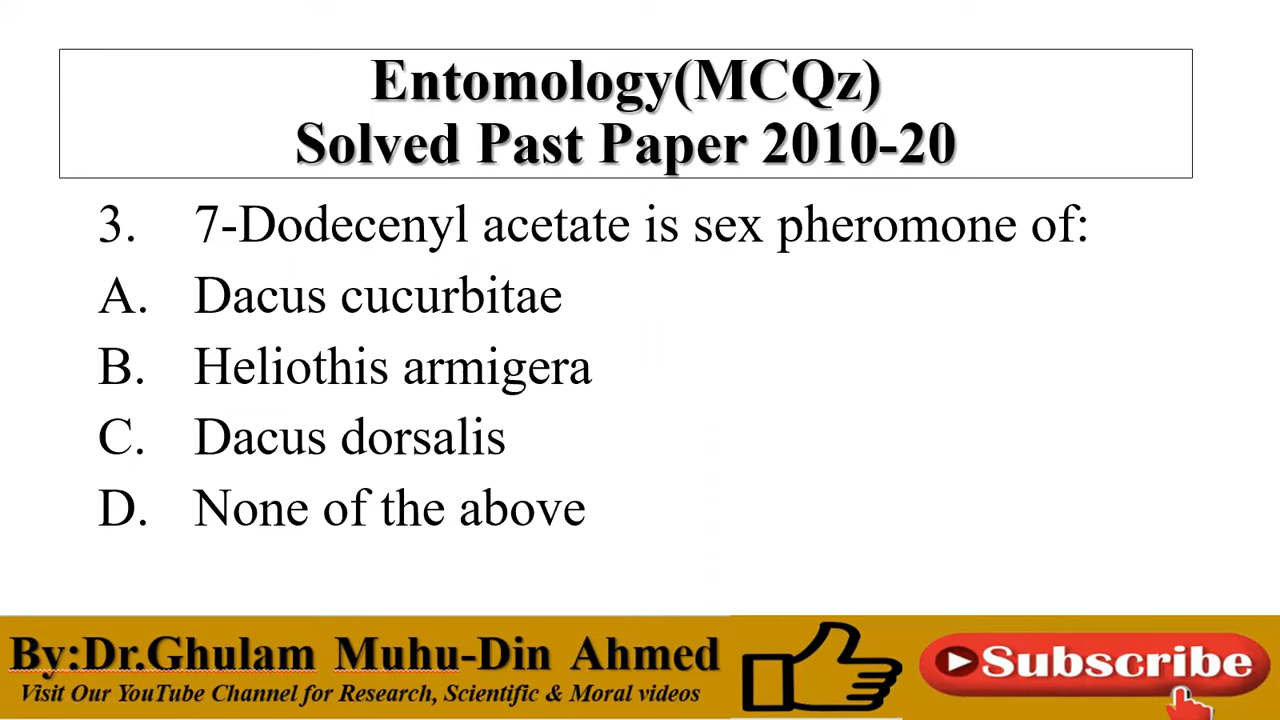 Entomology(MCQz)
Solved Past Paper 2010-20
3. 7-Dodecenyl acetate is sex pheromone of:
A. Dacus cucurbitae
B. Heliothis armigera
C. Dacus dorsalis
D. None of the above
By:Dr.Ghulam Muhu-Din Ahmed
Visit Our YouTube Channel for Research, Scientific & Moral videos
Subscribe